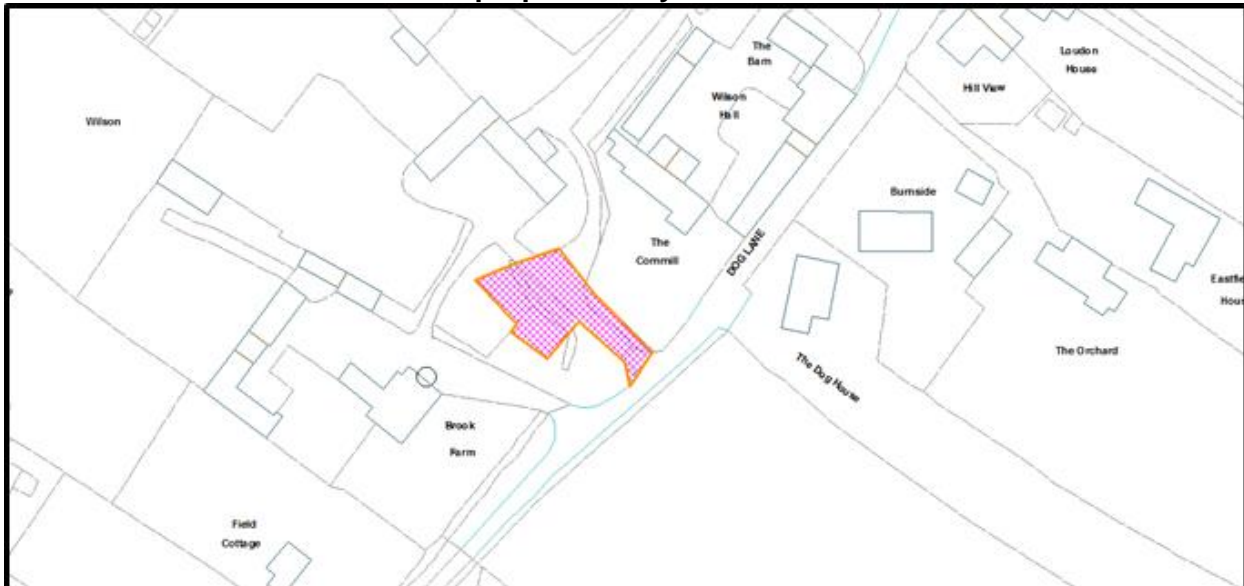 The
Barn
Loudon
House
Hill View
Wilson
Hall
Wilson
Burnside
The
Cornmill
DOG LANE
Eastfie
Hous
The Orchard
The Dog House
Brook
Farm
Field
Cottage